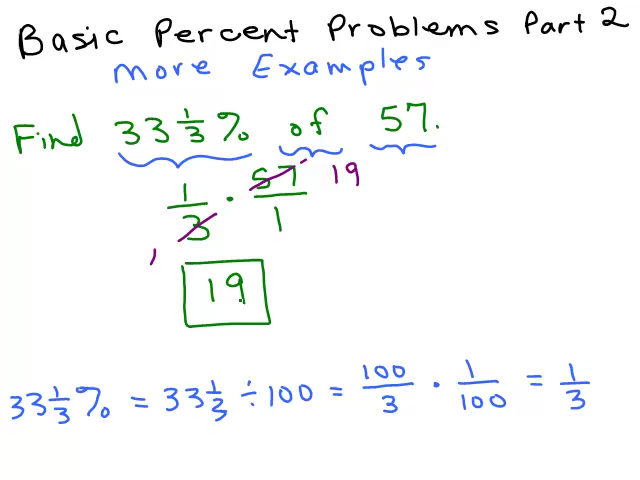 Basic Percent Problems Part 2
more Examples
Find 33 1/3 % of 57.
1/3 · 57/1 19
1
19
33 1/3 % = 33 1/3 ÷ 100 = 100/3 · 1/100 = 1/3